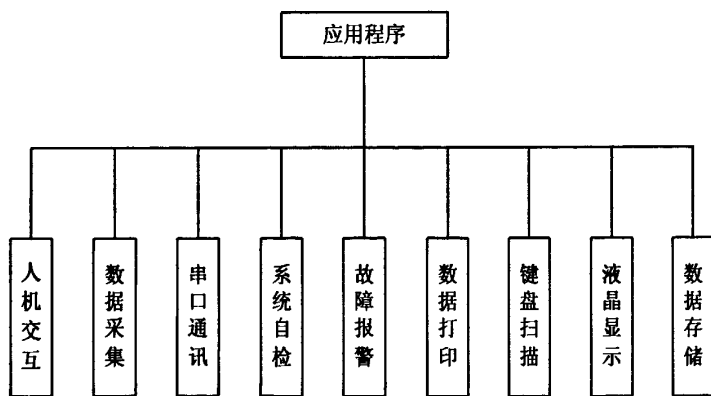 应用程序
人机交互
数据采集
串口通讯
系统自检
故障报警
数据打印
键盘扫描
液晶显示
数据存储